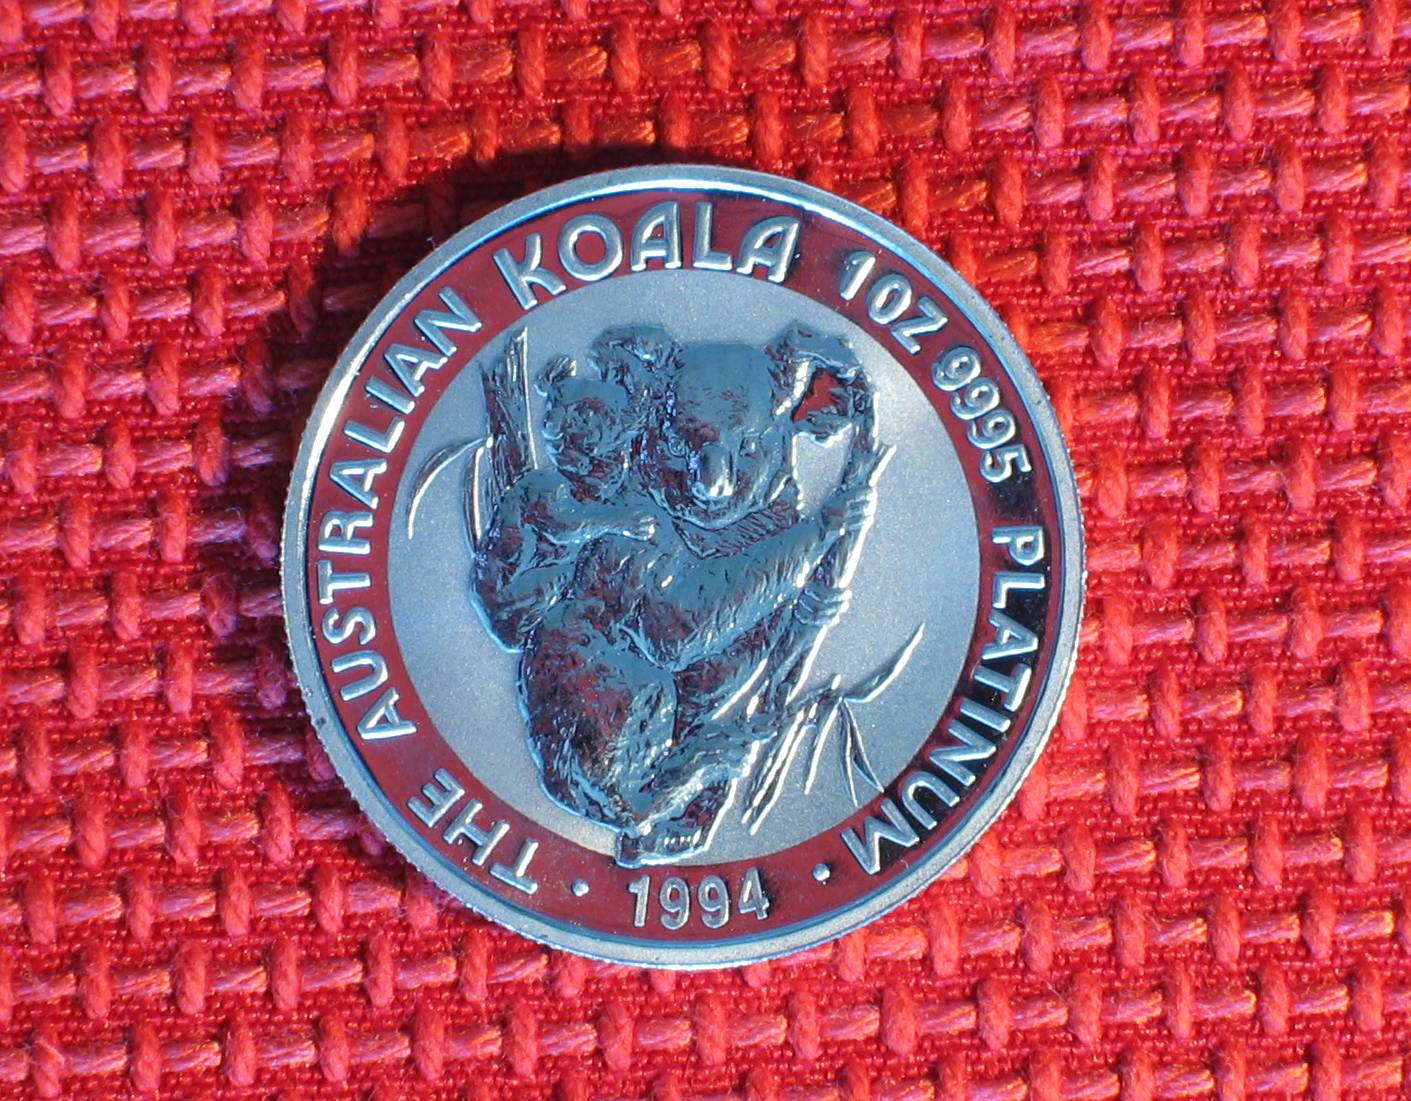 THE AUSTRALIAN KOALA 1OZ 9995 PLATINUM
· 1994 ·